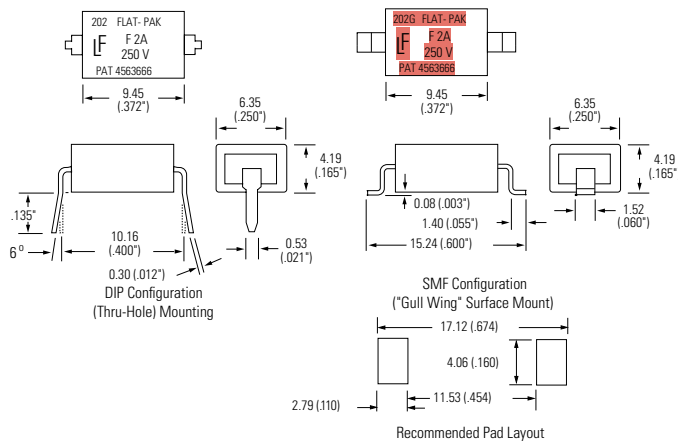 202 FLAT- PAK
LF F 2A
250 V
PAT 4563666
9.45
(.372")
202G FLAT- PAK
LF F 2A
250 V
PAT 4563666
9.45
(.372")
6.35
(.250")
4.19
(.165")
.135"
6°
10.16
(.400")
0.30 (.012")
0.53
(.021")
DIP Configuration
(Thru-Hole) Mounting
6.35
(.250")
4.19
(.165"
0.08 (.003")
1.40 (.055")
15.24 (.600")
1.52
(.060")
SMF Configuration
("Gull Wing" Surface Mount)
17.12 (.674)
4.06 (.160)
2.79 (.110)
11.53 (.454)
Recommended Pad Layout